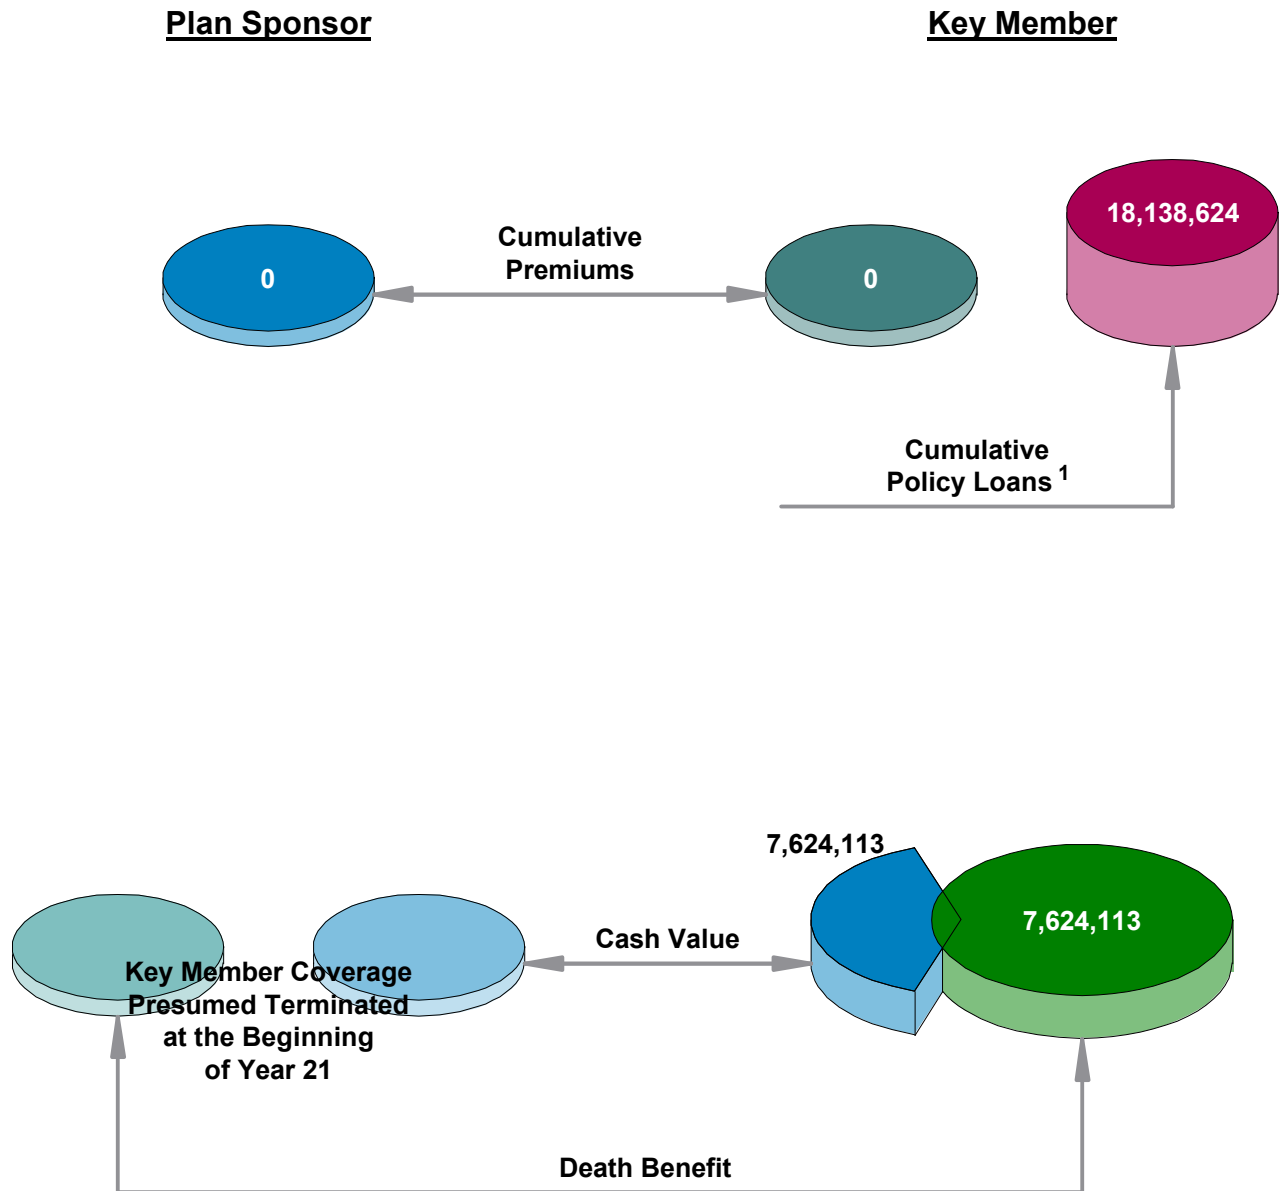 Plan Sponsor
Key Member
18,138,624
Cumulative
Premiums
0
0
Cumulative
Policy Loans 1
7,624,113
7,624,113
Cash Value
Key Member Coverage
Presumed Terminated
at the Beginning
of Year 21
Death Benefit